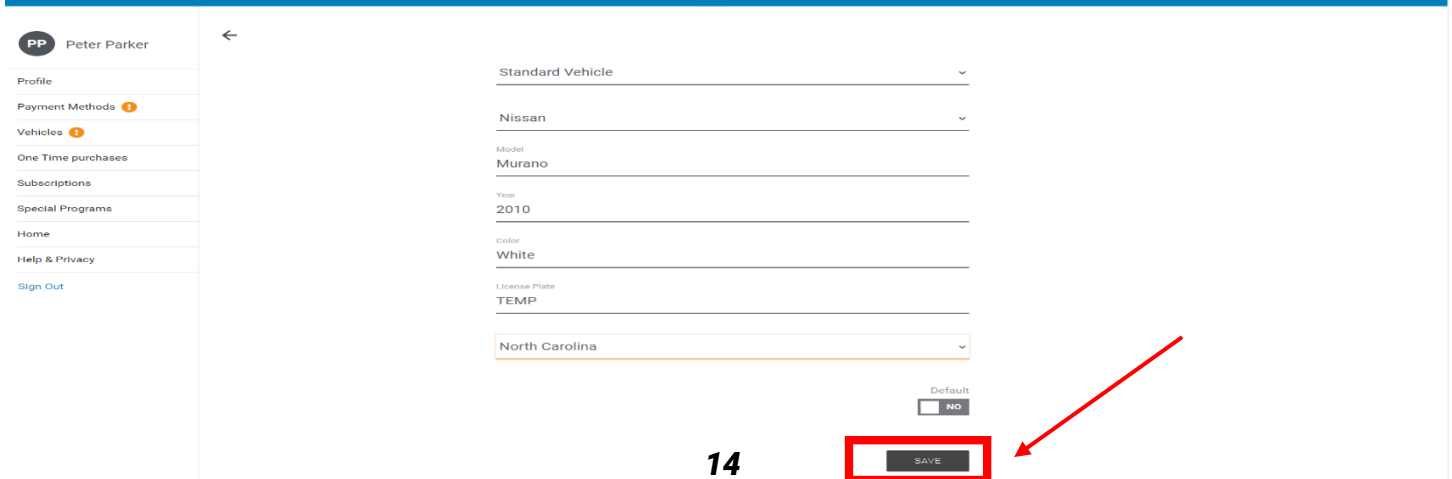 PP Peter Parker
Profile
Payment Methods !
Vehicles !
One Time purchases
Subscriptions
Special Programs
Home
Help & Privacy
Sign Out
Standard Vehicle
Nissan
Model
Murano
Year
2010
Color
White
License Plate
TEMP
North Carolina
Default
NO
14
SAVE